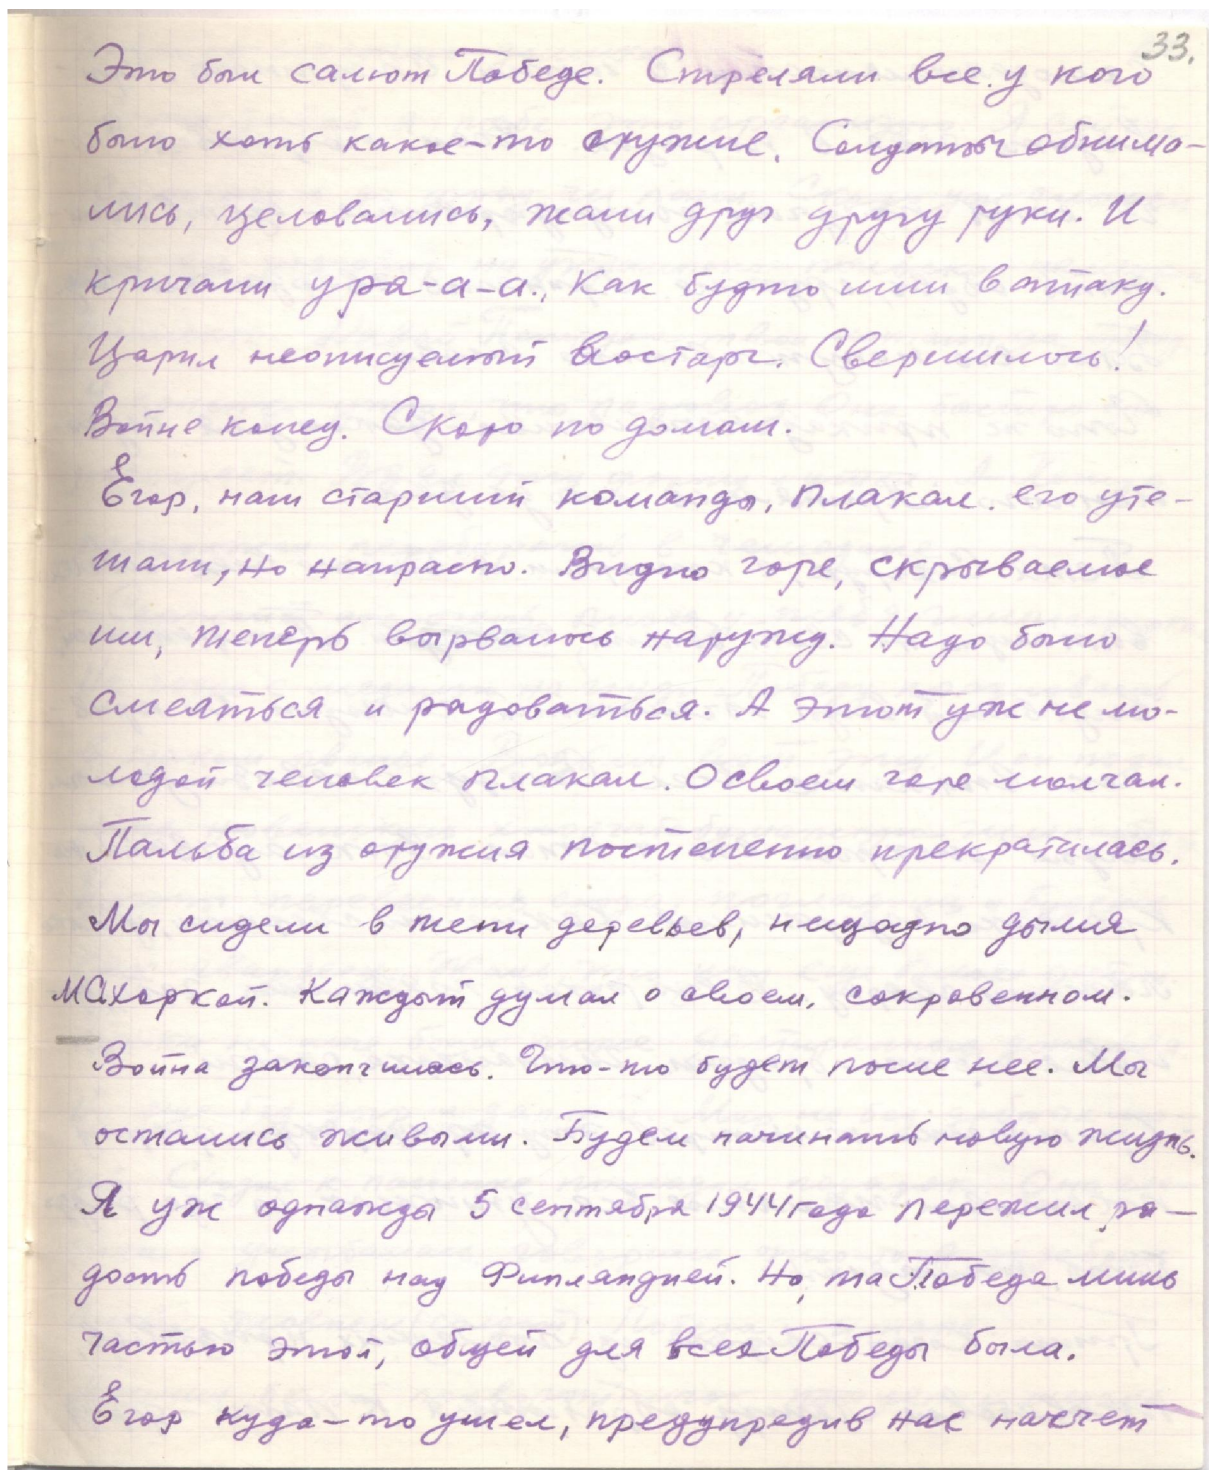 33.
Это был салют Победе. Стреляли все у кого
было хоть какое-то оружие. Солдаты обнима-
лись, целовались, жали друг другу руки. И
кричали ура-а-а., Как будто шли в атаку.
Царил неописуемый восторг. Свершилось!
Войне конец. Скоро по домам.
Егор, наш старший команды, плакал. его уте-
шали, но напрасно. Видно горе, скрываемое
им, теперь вырвалось наружу. Надо было
смеяться и радоваться. А этот уж не мо-
лодой человек плакал. О своем горе молчал.
Пальба из оружия постепенно прекратилась.
Мы сидели в тени деревьев, нещадно дымя
махоркой. Каждый думал о своем, сокровенном.
Война закончилась. Что-то будет после нее. Мы
остались живыми. Будем начинать новую жизнь.
Я уж однажды 5 сентября 1944 года пережил ра-
дость победы над Финляндией. Но, та Победа лишь
частью этой, общей для всех Победы была.
Егор куда-то ушел, предупредив нас насчет